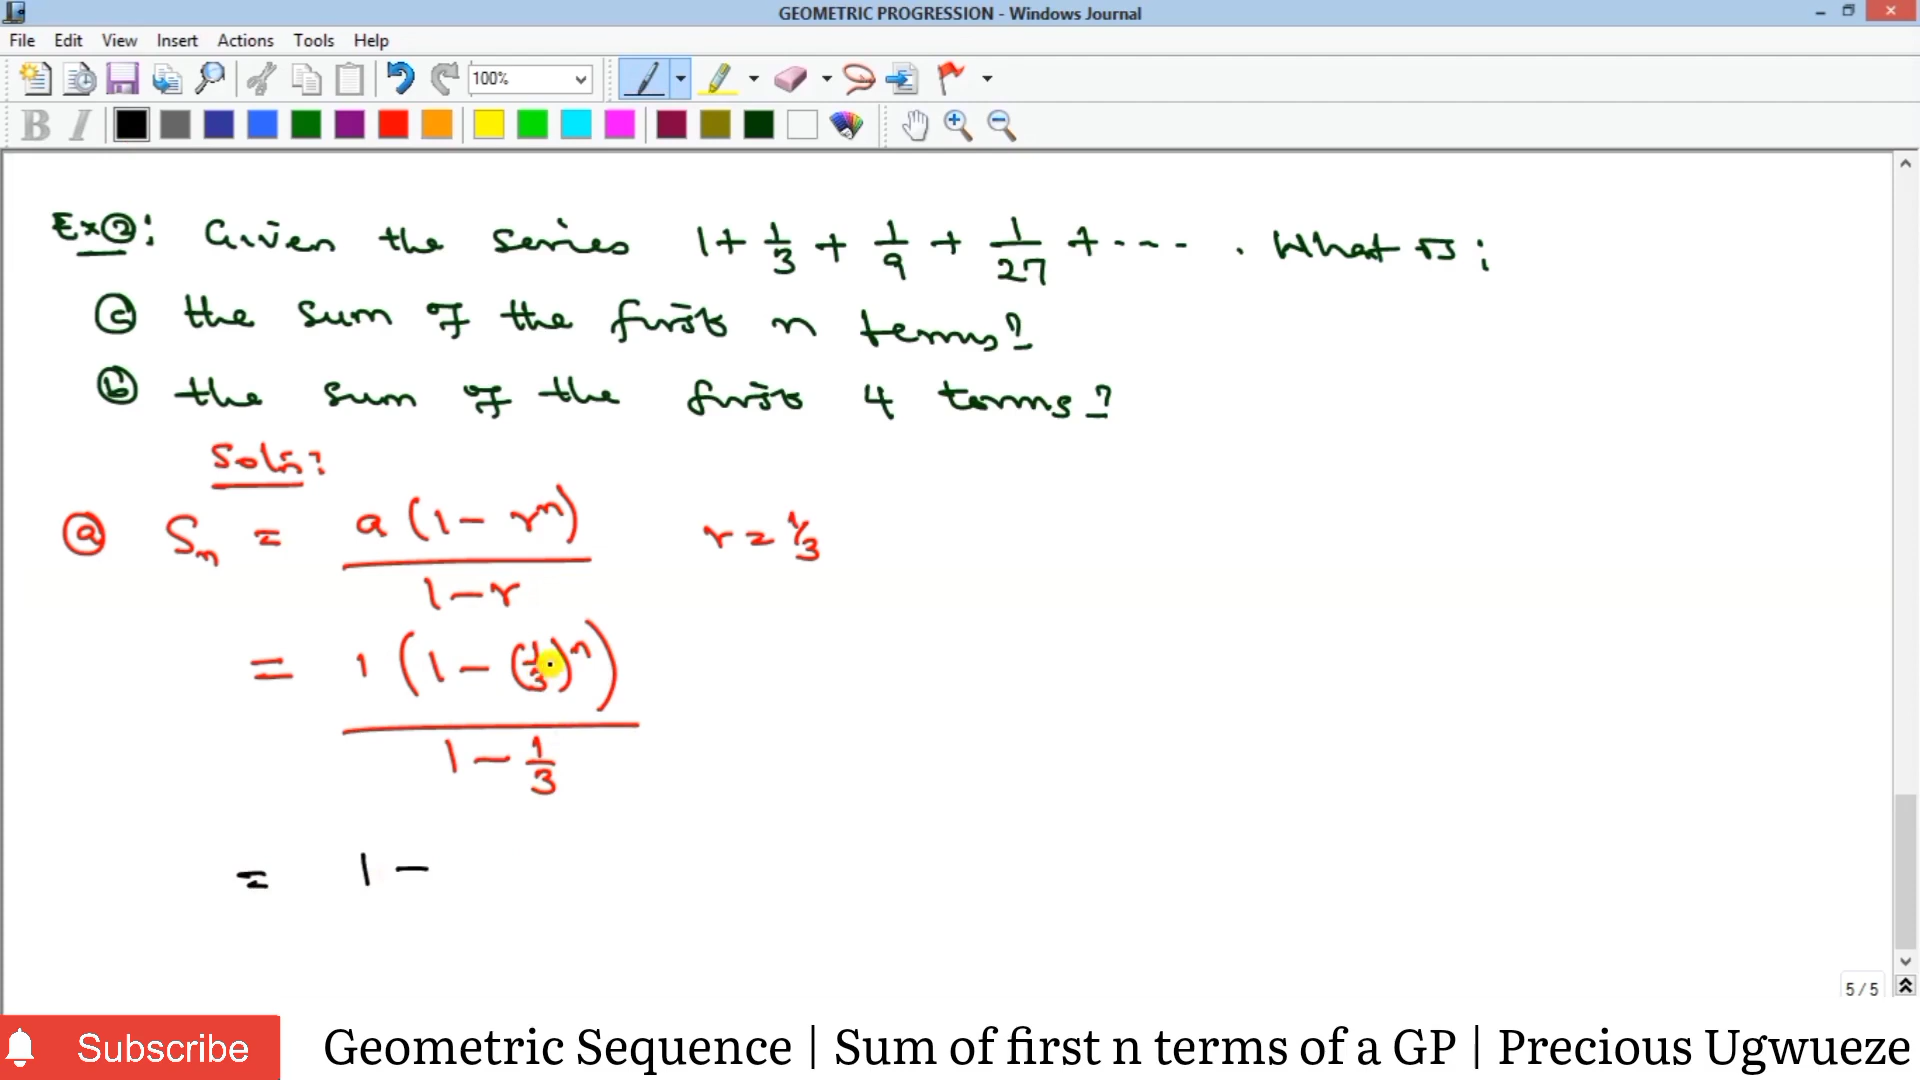 GEOMETRIC PROGRESSION - Windows Journal
File Edit View Insert Actions Tools Help
100%
B I
Ex②: Given the series 1 + 1/3 + 1/9 + 1/27 + ---- . What is:
ⓐ the sum of the first n terms?
ⓑ the sum of the first 4 terms?
Soln:
ⓐ Sn = a(1 - r^n) / (1 - r) r = 1/3
= 1(1 - (1/3)^n) / (1 - 1/3)
= 1 -
5 / 5
Subscribe
Geometric Sequence | Sum of first n terms of a GP | Precious Ugwueze